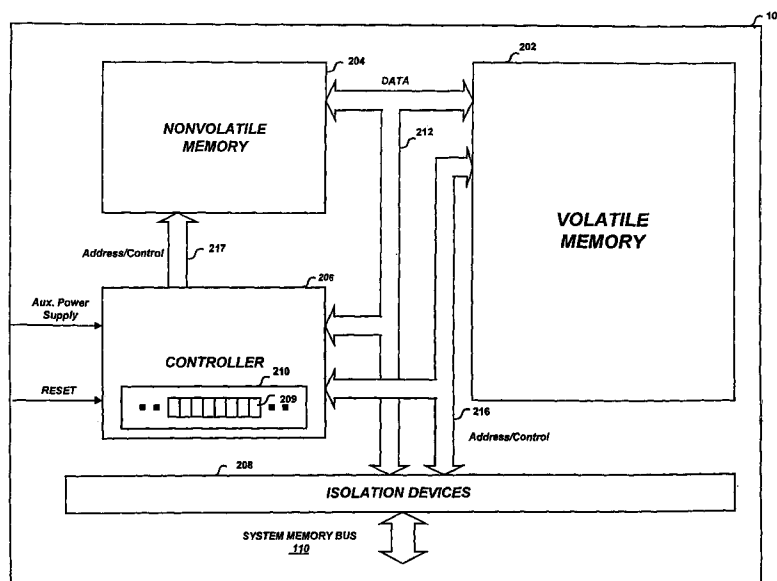 10
204
202
DATA
NONVOLATILE
MEMORY
212
VOLATILE
MEMORY
Address/Control
217
206
Aux. Power
Supply
CONTROLLER
210
209
RESET
216
Address/Control
208
ISOLATION DEVICES
SYSTEM MEMORY BUS
110